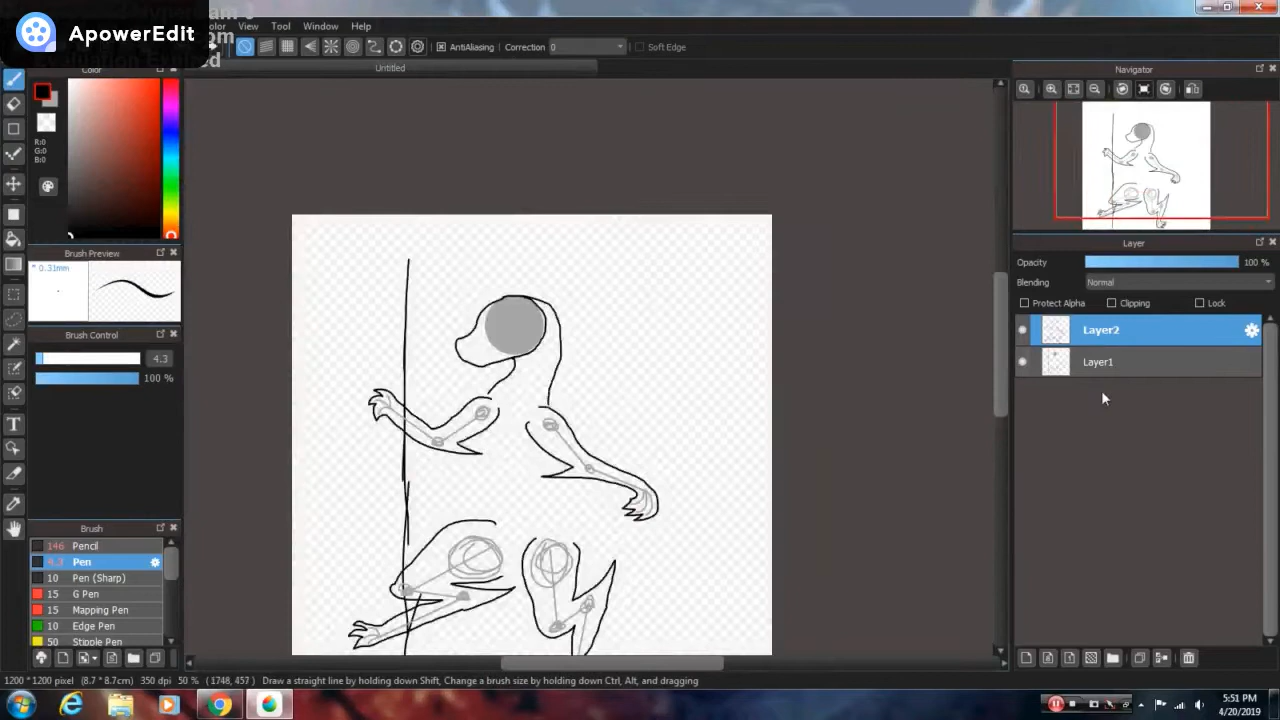 ApowerEdit
View Tool Window Help
AntiAliasing Correction 0 Soft Edge
Color
Untitled
Navigator
R:0
G:0
B:0
Brush Preview
* 0.31mm
Brush Control
4.3
100 %
Layer
Opacity 100 %
Blending Normal
Protect Alpha Clipping Lock
Layer2
Layer1
Brush
146 Pencil
4.3 Pen
10 Pen (Sharp)
15 G Pen
15 Mapping Pen
10 Edge Pen
50 Stipple Pen
1200 * 1200 pixel (8.7 * 8.7cm) 350 dpi 50 % (1748, 457) Draw a straight line by holding down Shift, Change a brush size by holding down Ctrl, Alt, and dragging
5:51 PM
4/20/2019